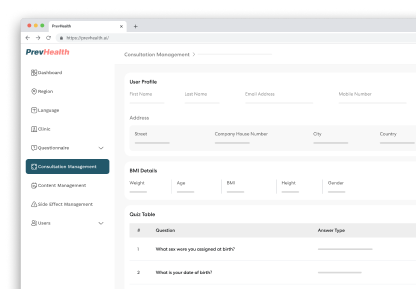 PrevHealth
https://prevhealth.ai/
PrevHealth
Consultation Management >
Dashboard
Region
Language
Clinic
Questionnaire
Consultation Management
Content Management
Side Effect Management
Users
User Profile
First Name Last Name Email Address Mobile Number
Address
Street Company House Number City Country
BMI Details
Weight Age BMI Height Gender
Quiz Table
# Question Answer Type
1 What sex were you assigned at birth?
2 What is your date of birth?